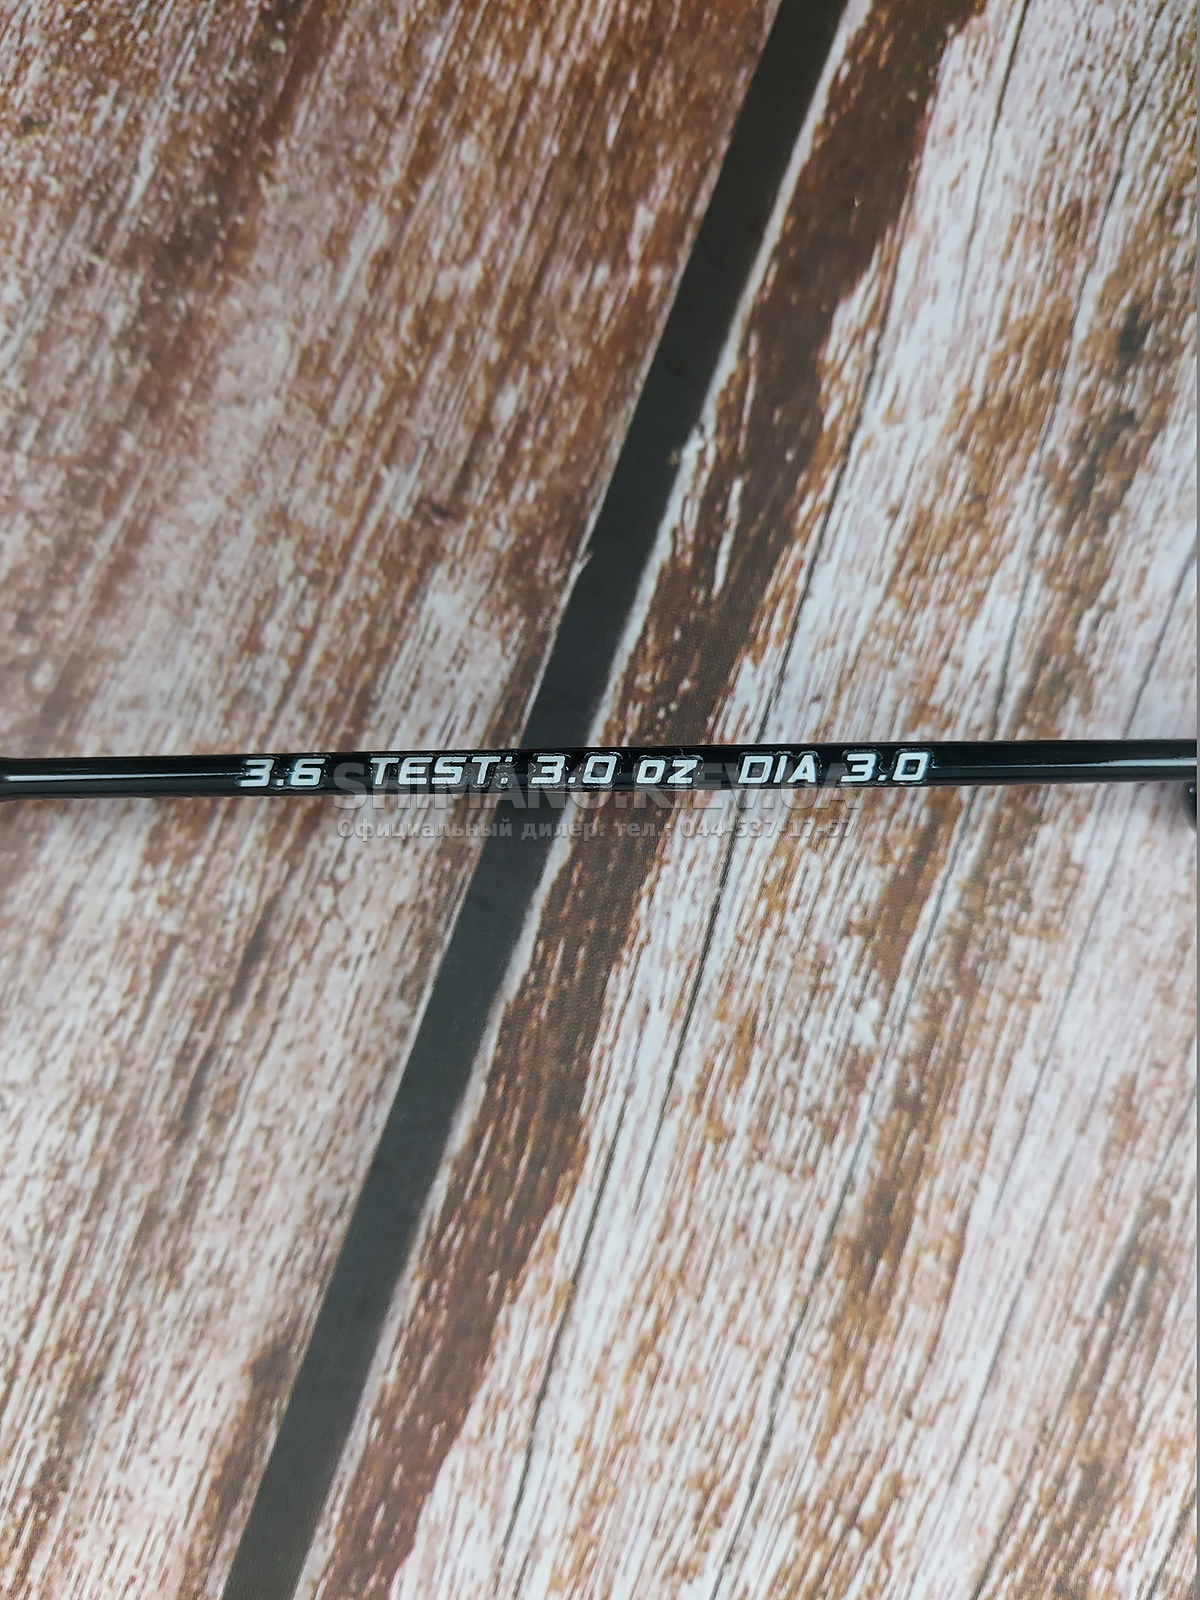 3.6 TEST: 3.0 oz DIA 3.0
SHIMANO.KIEV.UA
Официальный дилер: тел.: 044-537-17-57